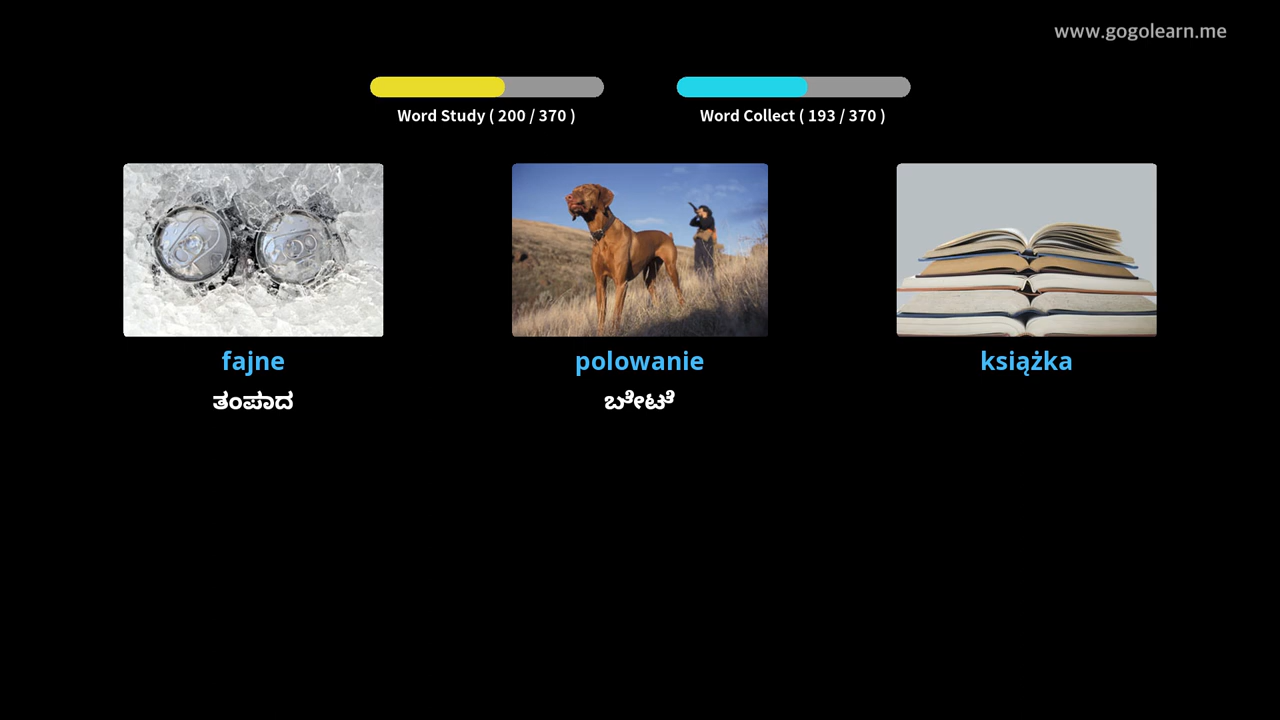 www.gogolearn.me
Word Study ( 200 / 370 )
Word Collect ( 193 / 370 )
fajne
polowanie
książka
ತಂಪಾದ
ಬೇಟೆ